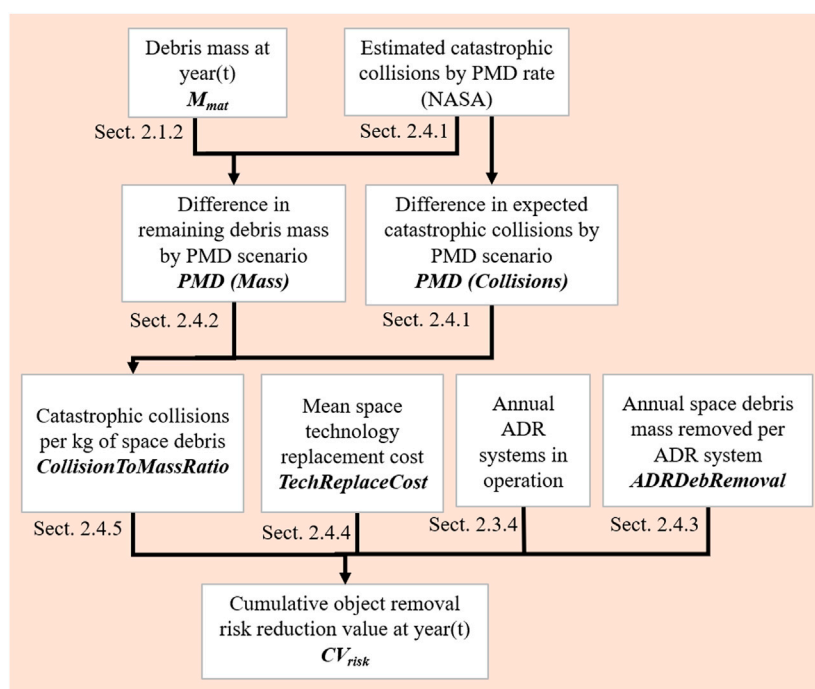 Debris mass at
year(t)
M_mat
Estimated catastrophic
collisions by PMD rate
(NASA)
Sect. 2.1.2
Sect. 2.4.1
Difference in
remaining debris mass
by PMD scenario
PMD (Mass)
Difference in expected
catastrophic collisions by
PMD scenario
PMD (Collisions)
Sect. 2.4.2
Sect. 2.4.1
Catastrophic collisions
per kg of space debris
CollisionToMassRatio
Mean space
technology
replacement cost
TechReplaceCost
Annual
ADR
systems in
operation
Annual space debris
mass removed per
ADR system
ADRDebRemoval
Sect. 2.4.5
Sect. 2.4.4
Sect. 2.3.4
Sect. 2.4.3
Cumulative object removal
risk reduction value at year(t)
CV_risk